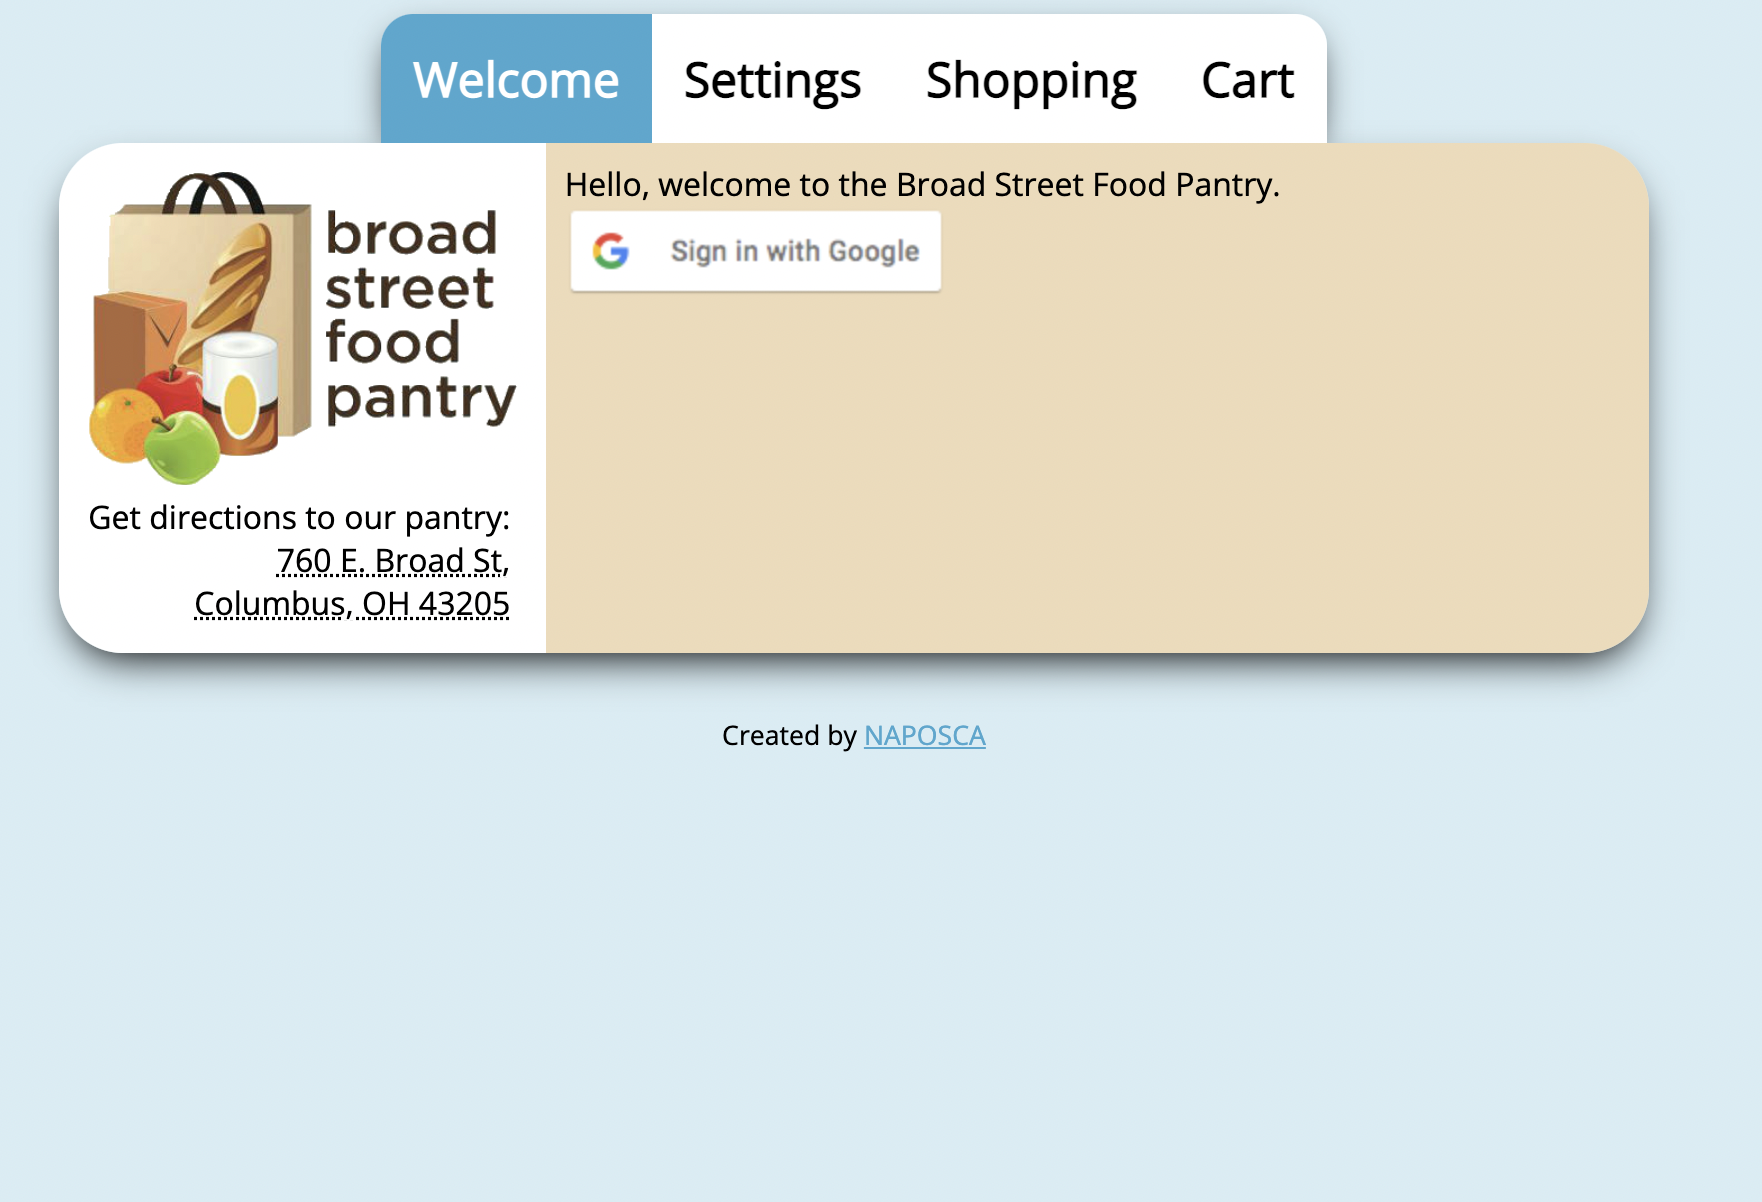 Welcome Settings Shopping Cart
broad
street
food
pantry
Get directions to our pantry:
760 E. Broad St,
Columbus, OH 43205
Hello, welcome to the Broad Street Food Pantry.
Sign in with Google
Created by NAPOSCA